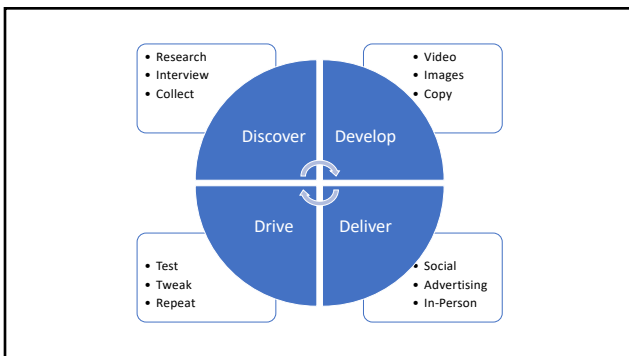 • Research
• Interview
• Collect
• Video
• Images
• Copy
Discover
Develop
Drive
Deliver
• Test
• Tweak
• Repeat
• Social
• Advertising
• In-Person